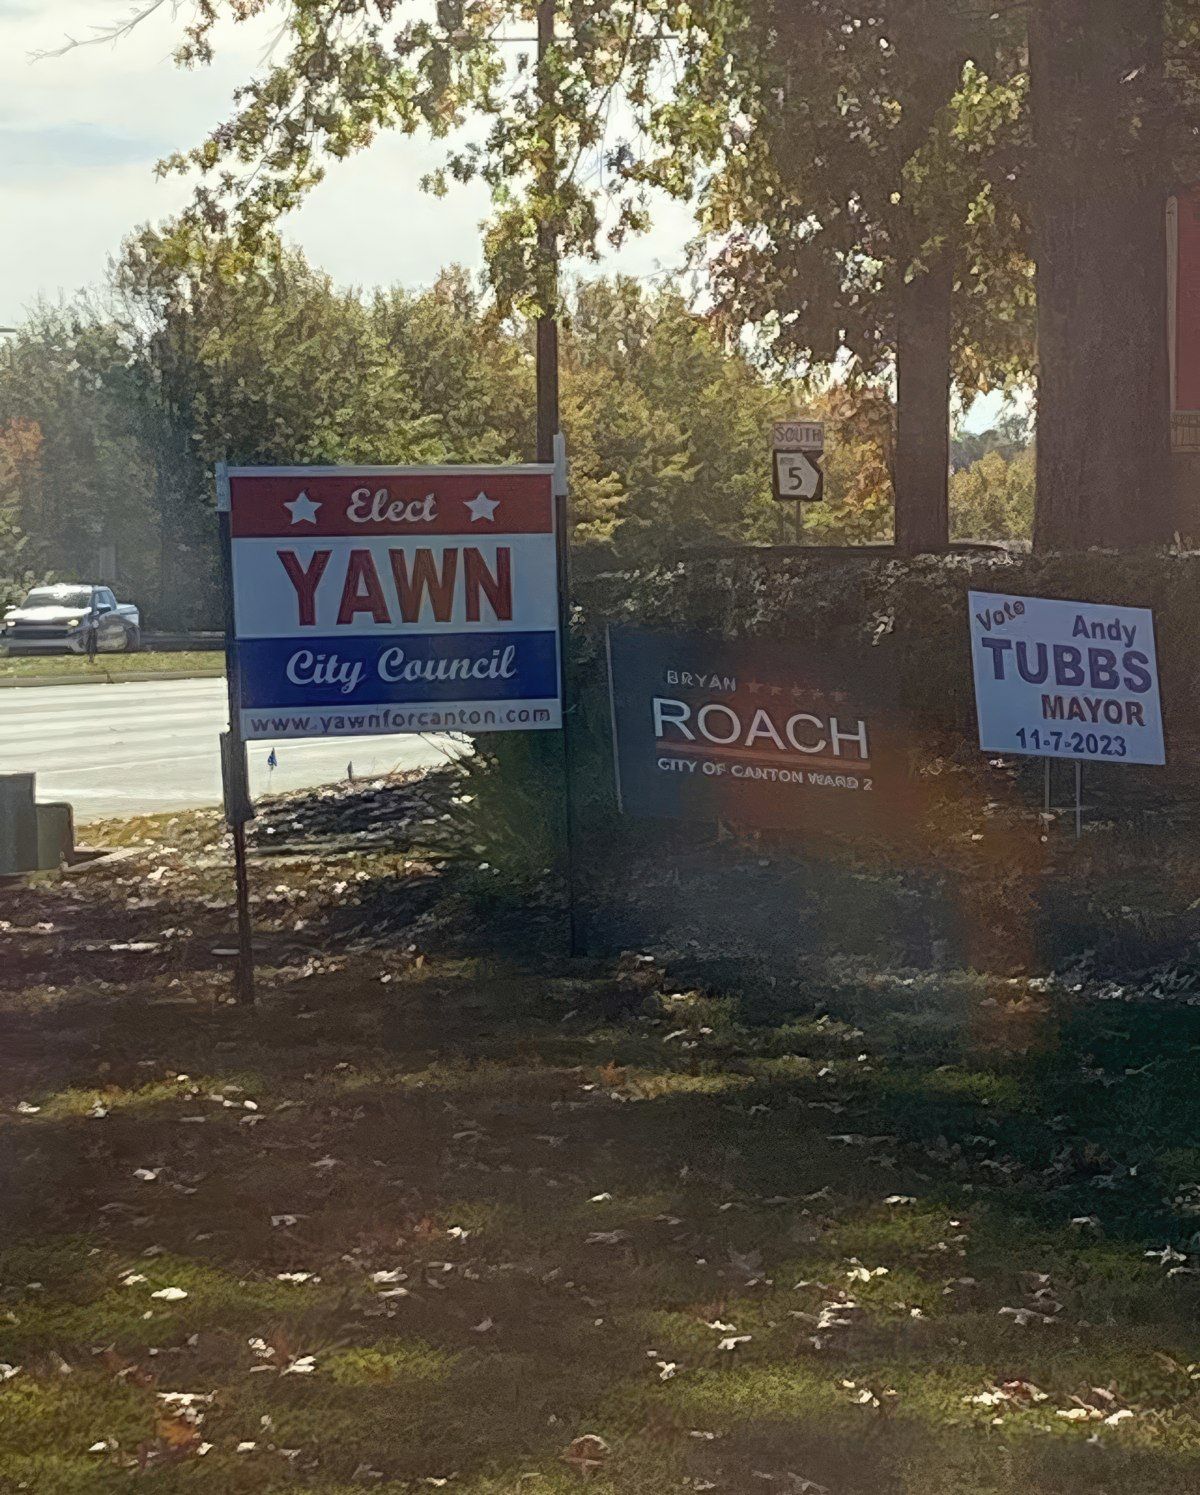 Elect
YAWN
City Council
www.yawnforcanton.com
SOUTH
5
BRYAN
ROACH
CITY OF CANTON WARD 2
Vote
Andy
TUBBS
MAYOR
11-7-2023